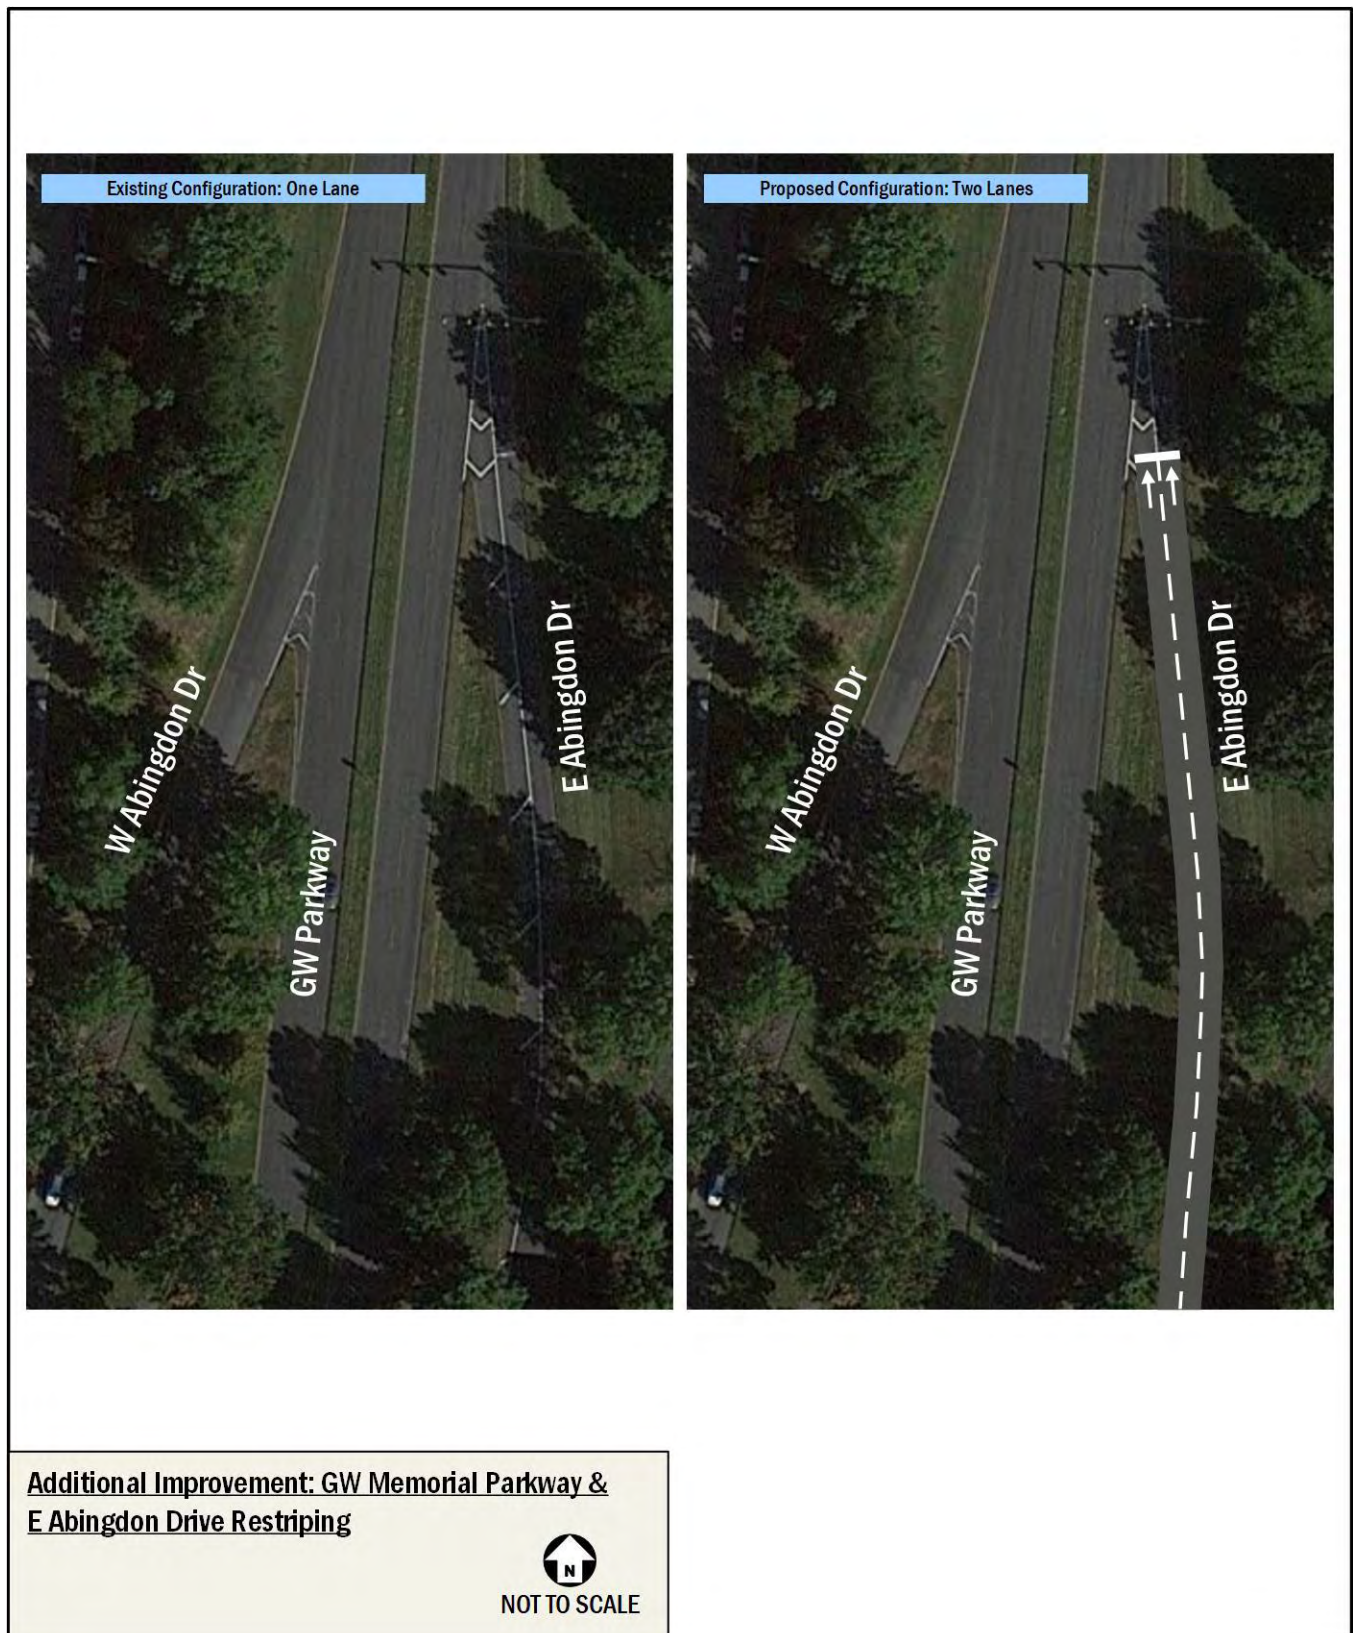 Existing Configuration: One Lane
Proposed Configuration: Two Lanes
W Abingdon Dr
GW Parkway
E Abingdon Dr
W Abingdon Dr
GW Parkway
E Abingdon Dr
Additional Improvement: GW Memorial Parkway &
E Abingdon Drive Restriping
N
NOT TO SCALE